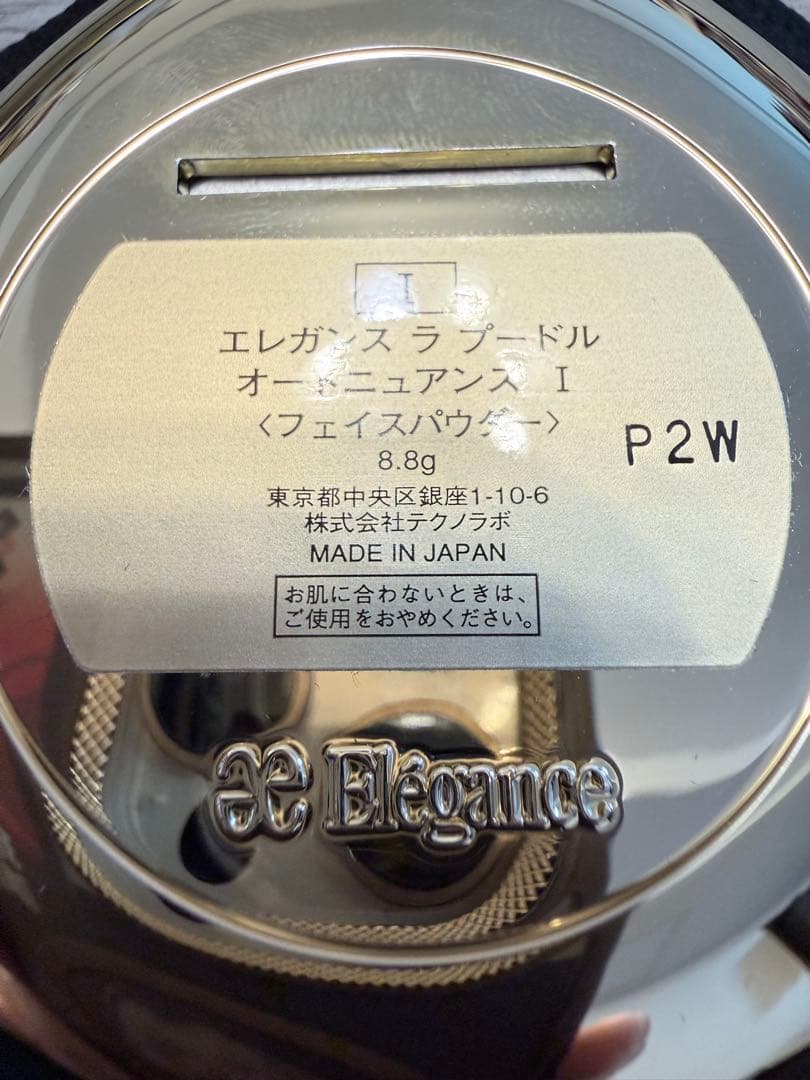 I
エレガンス ラ プードル
オートニュアンス I
〈フェイスパウダー〉
8.8g
P2W
東京都中央区銀座1-10-6
株式会社テクノラボ
MADE IN JAPAN
お肌に合わないときは、
ご使用をおやめください。
æ Elégance